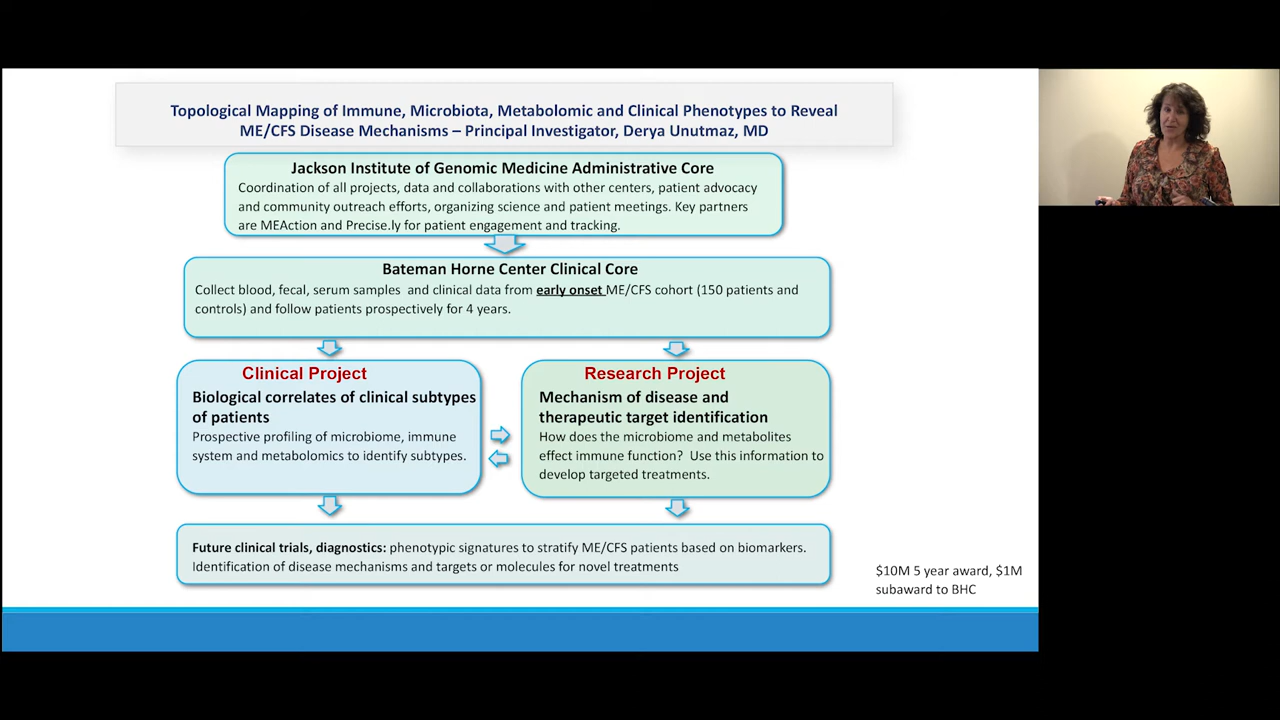 Topological Mapping of Immune, Microbiota, Metabolomic and Clinical Phenotypes to Reveal
ME/CFS Disease Mechanisms – Principal Investigator, Derya Unutmaz, MD
Jackson Institute of Genomic Medicine Administrative Core
Coordination of all projects, data and collaborations with other centers, patient advocacy
and community outreach efforts, organizing science and patient meetings. Key partners
are MEAction and Precise.ly for patient engagement and tracking.
Bateman Horne Center Clinical Core
Collect blood, fecal, serum samples and clinical data from early onset ME/CFS cohort (150 patients and
controls) and follow patients prospectively for 4 years.
Clinical Project
Biological correlates of clinical subtypes
of patients
Prospective profiling of microbiome, immune
system and metabolomics to identify subtypes.
Research Project
Mechanism of disease and
therapeutic target identification
How does the microbiome and metabolites
effect immune function? Use this information to
develop targeted treatments.
Future clinical trials, diagnostics: phenotypic signatures to stratify ME/CFS patients based on biomarkers.
Identification of disease mechanisms and targets or molecules for novel treatments
$10M 5 year award, $1M
subaward to BHC